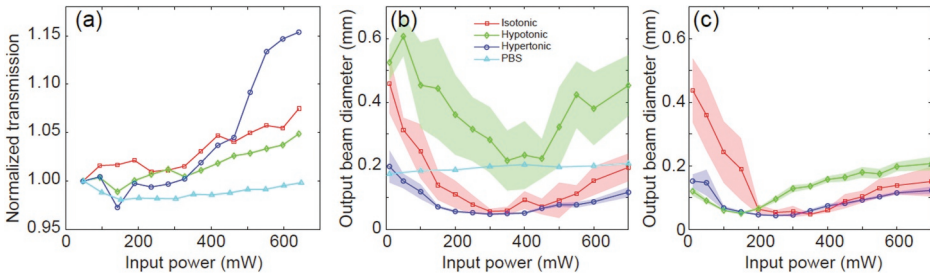 (a)
Normalized transmission
1.15
1.10
1.05
1.00
0.95
0
200
400
600
Input power (mW)
(b)
Output beam diameter (mm)
0.6
0.4
0.2
0
0
200
400
600
Input power (mW)
Isotonic
Hypotonic
Hypertonic
PBS
(c)
Output beam diameter (mm)
0.6
0.4
0.2
0
0
200
400
600
Input power (mW)